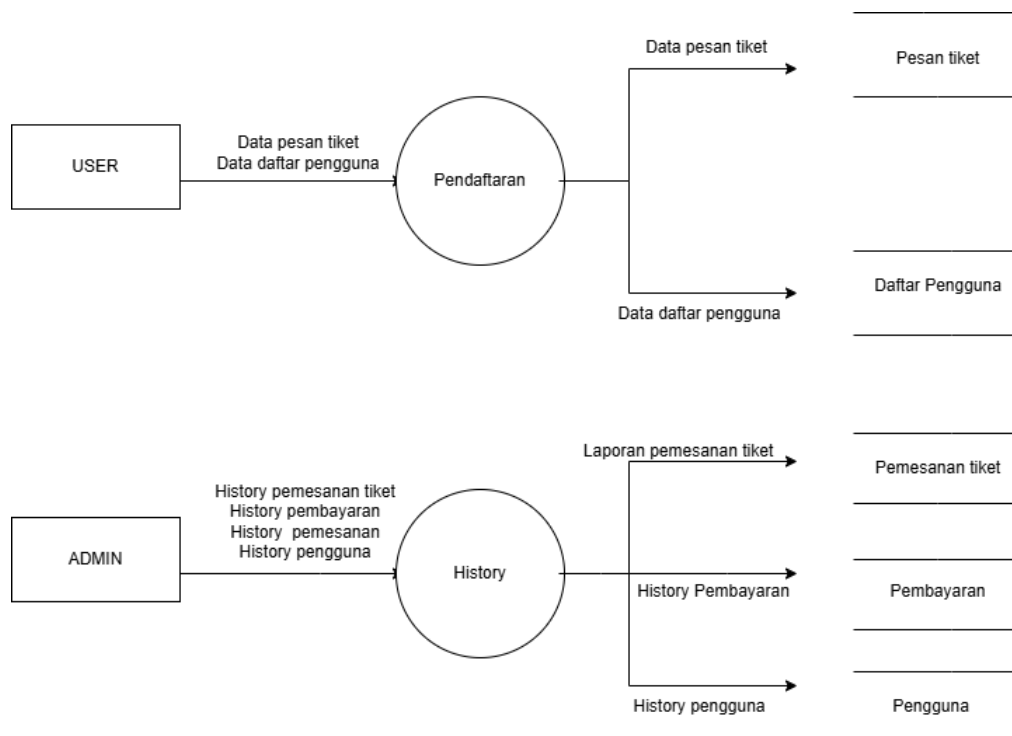 Data pesan tiket
Pesan tiket
USER
Data pesan tiket
Data daftar pengguna
Pendaftaran
Daftar Pengguna
Data daftar pengguna
Laporan pemesanan tiket
Pemesanan tiket
History pemesanan tiket
History pembayaran
History  pemesanan
History pengguna
ADMIN
History
History Pembayaran
Pembayaran
History pengguna
Pengguna